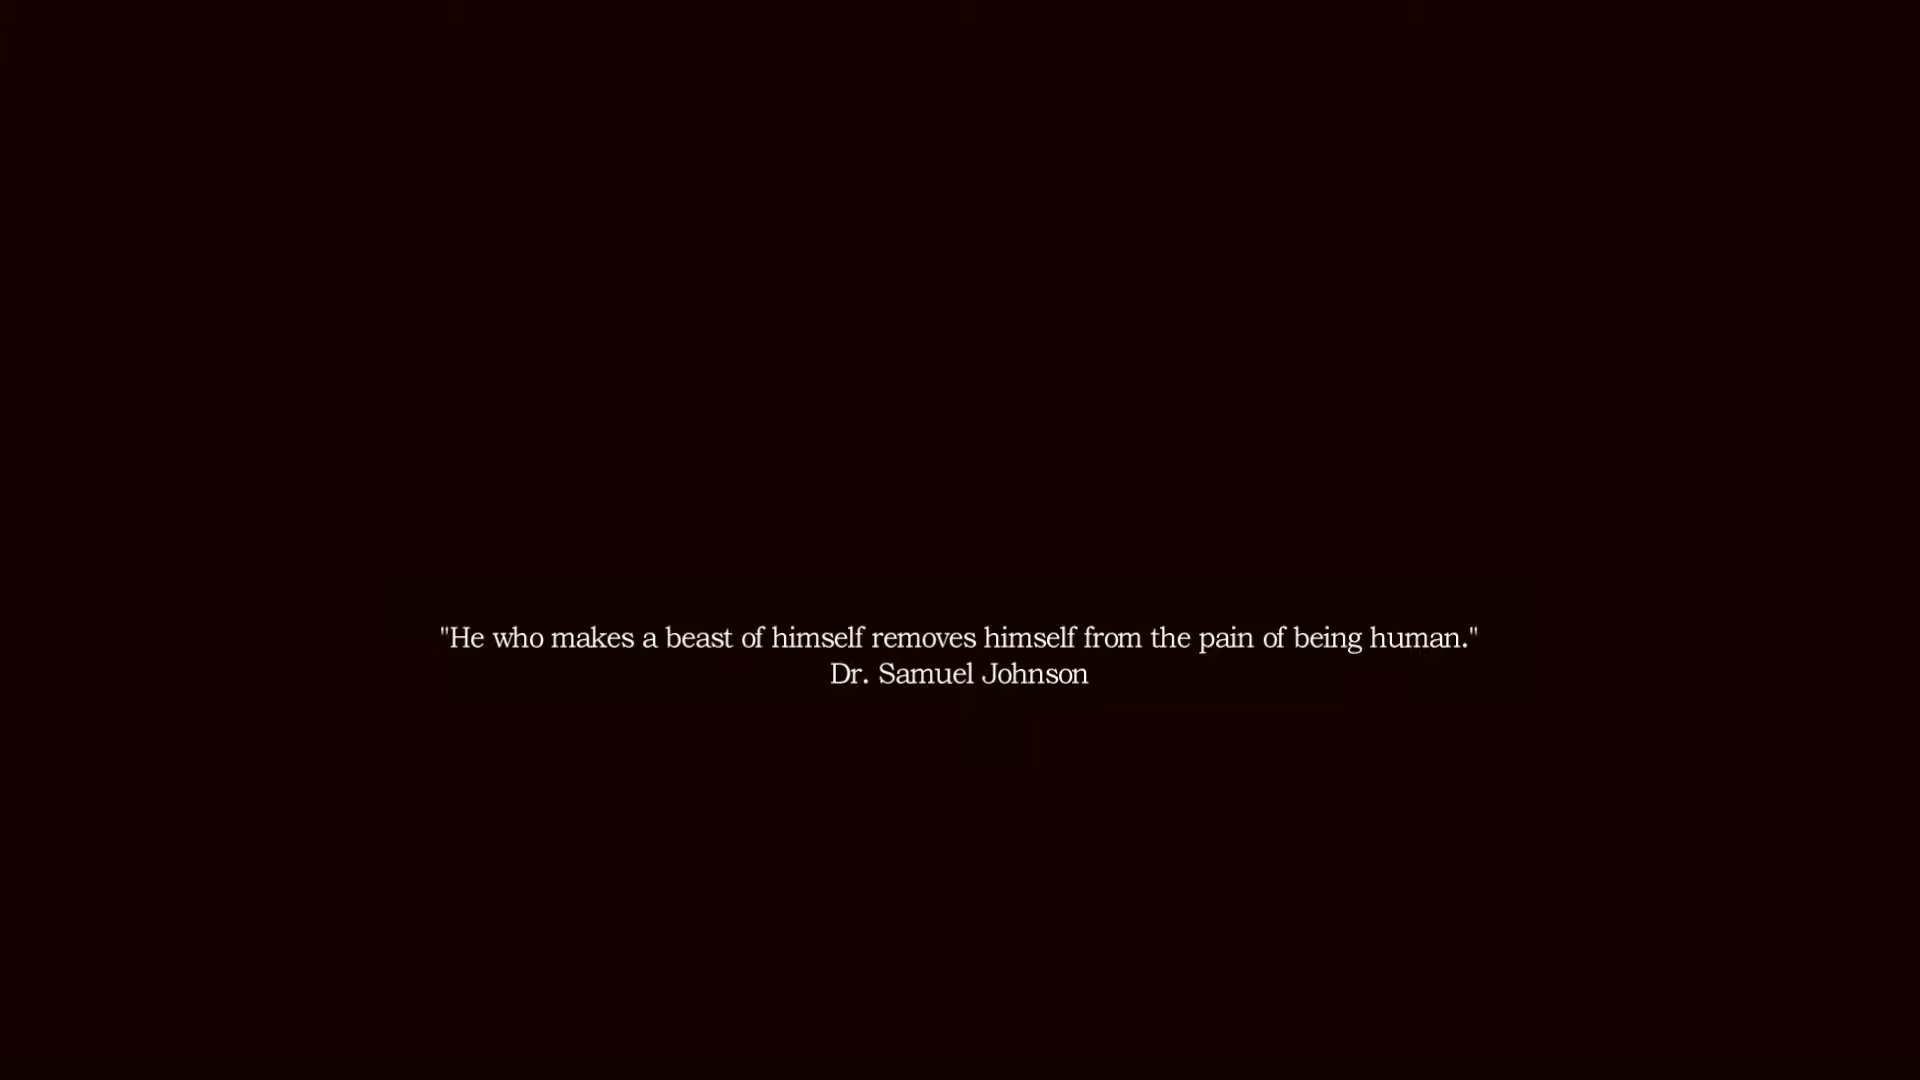 "He who makes a beast of himself removes himself from the pain of being human."
Dr. Samuel Johnson